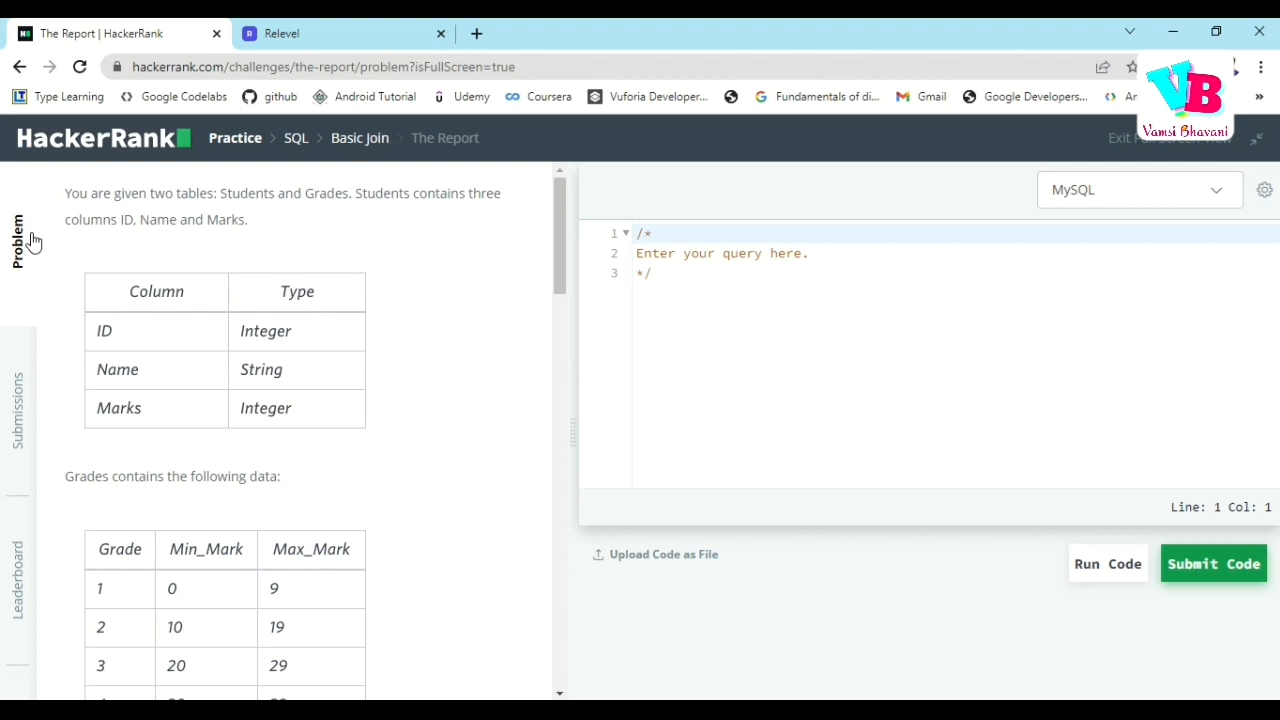 The Report | HackerRank
Relevel
hackerrank.com/challenges/the-report/problem?isFullScreen=true
Type Learning
Google Codelabs
github
Android Tutorial
Udemy
Coursera
Vuforia Developer...
Fundamentals of di...
Gmail
Google Developers...
»
VB
Vamsi Bhavani
HackerRank
Practice > SQL > Basic Join > The Report
Problem
Submissions
Leaderboard
You are given two tables: Students and Grades. Students contains three
columns ID, Name and Marks.
Column Type
ID Integer
Name String
Marks Integer
Grades contains the following data:
Grade Min_Mark Max_Mark
1 0 9
2 10 19
3 20 29
MySQL
1 /*
2 Enter your query here.
3 */
Line: 1 Col: 1
Upload Code as File
Run Code
Submit Code